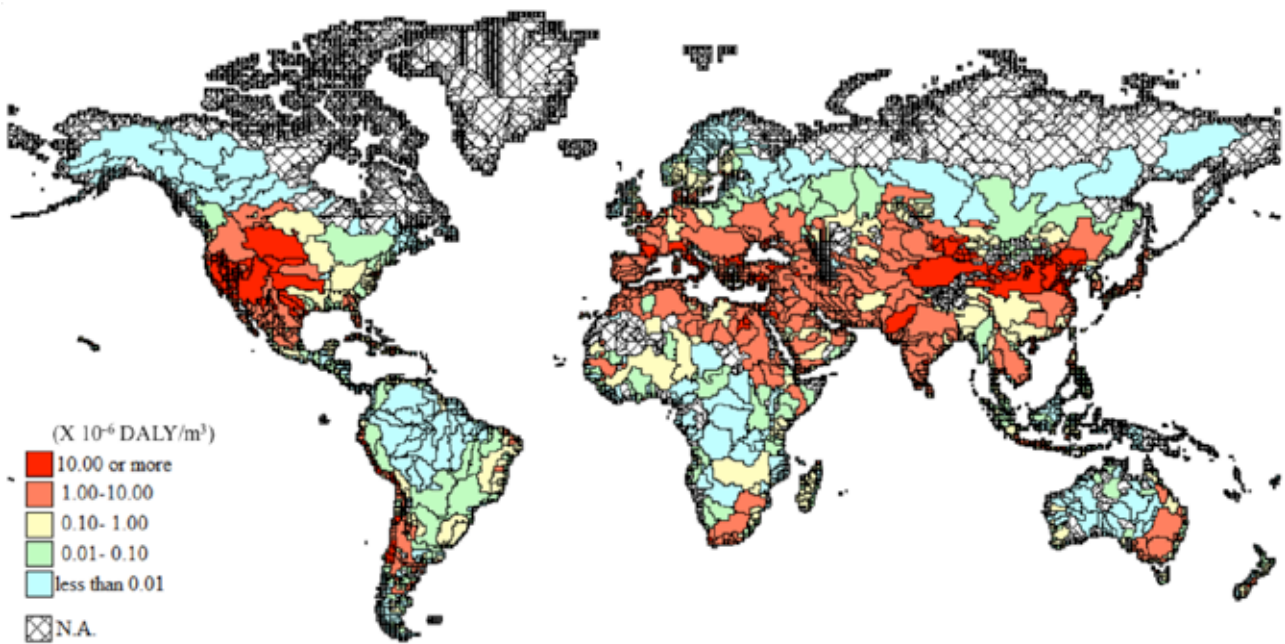 (X 10⁻⁶ DALY/m³)
10.00 or more
1.00-10.00
0.10- 1.00
0.01- 0.10
less than 0.01
N.A.